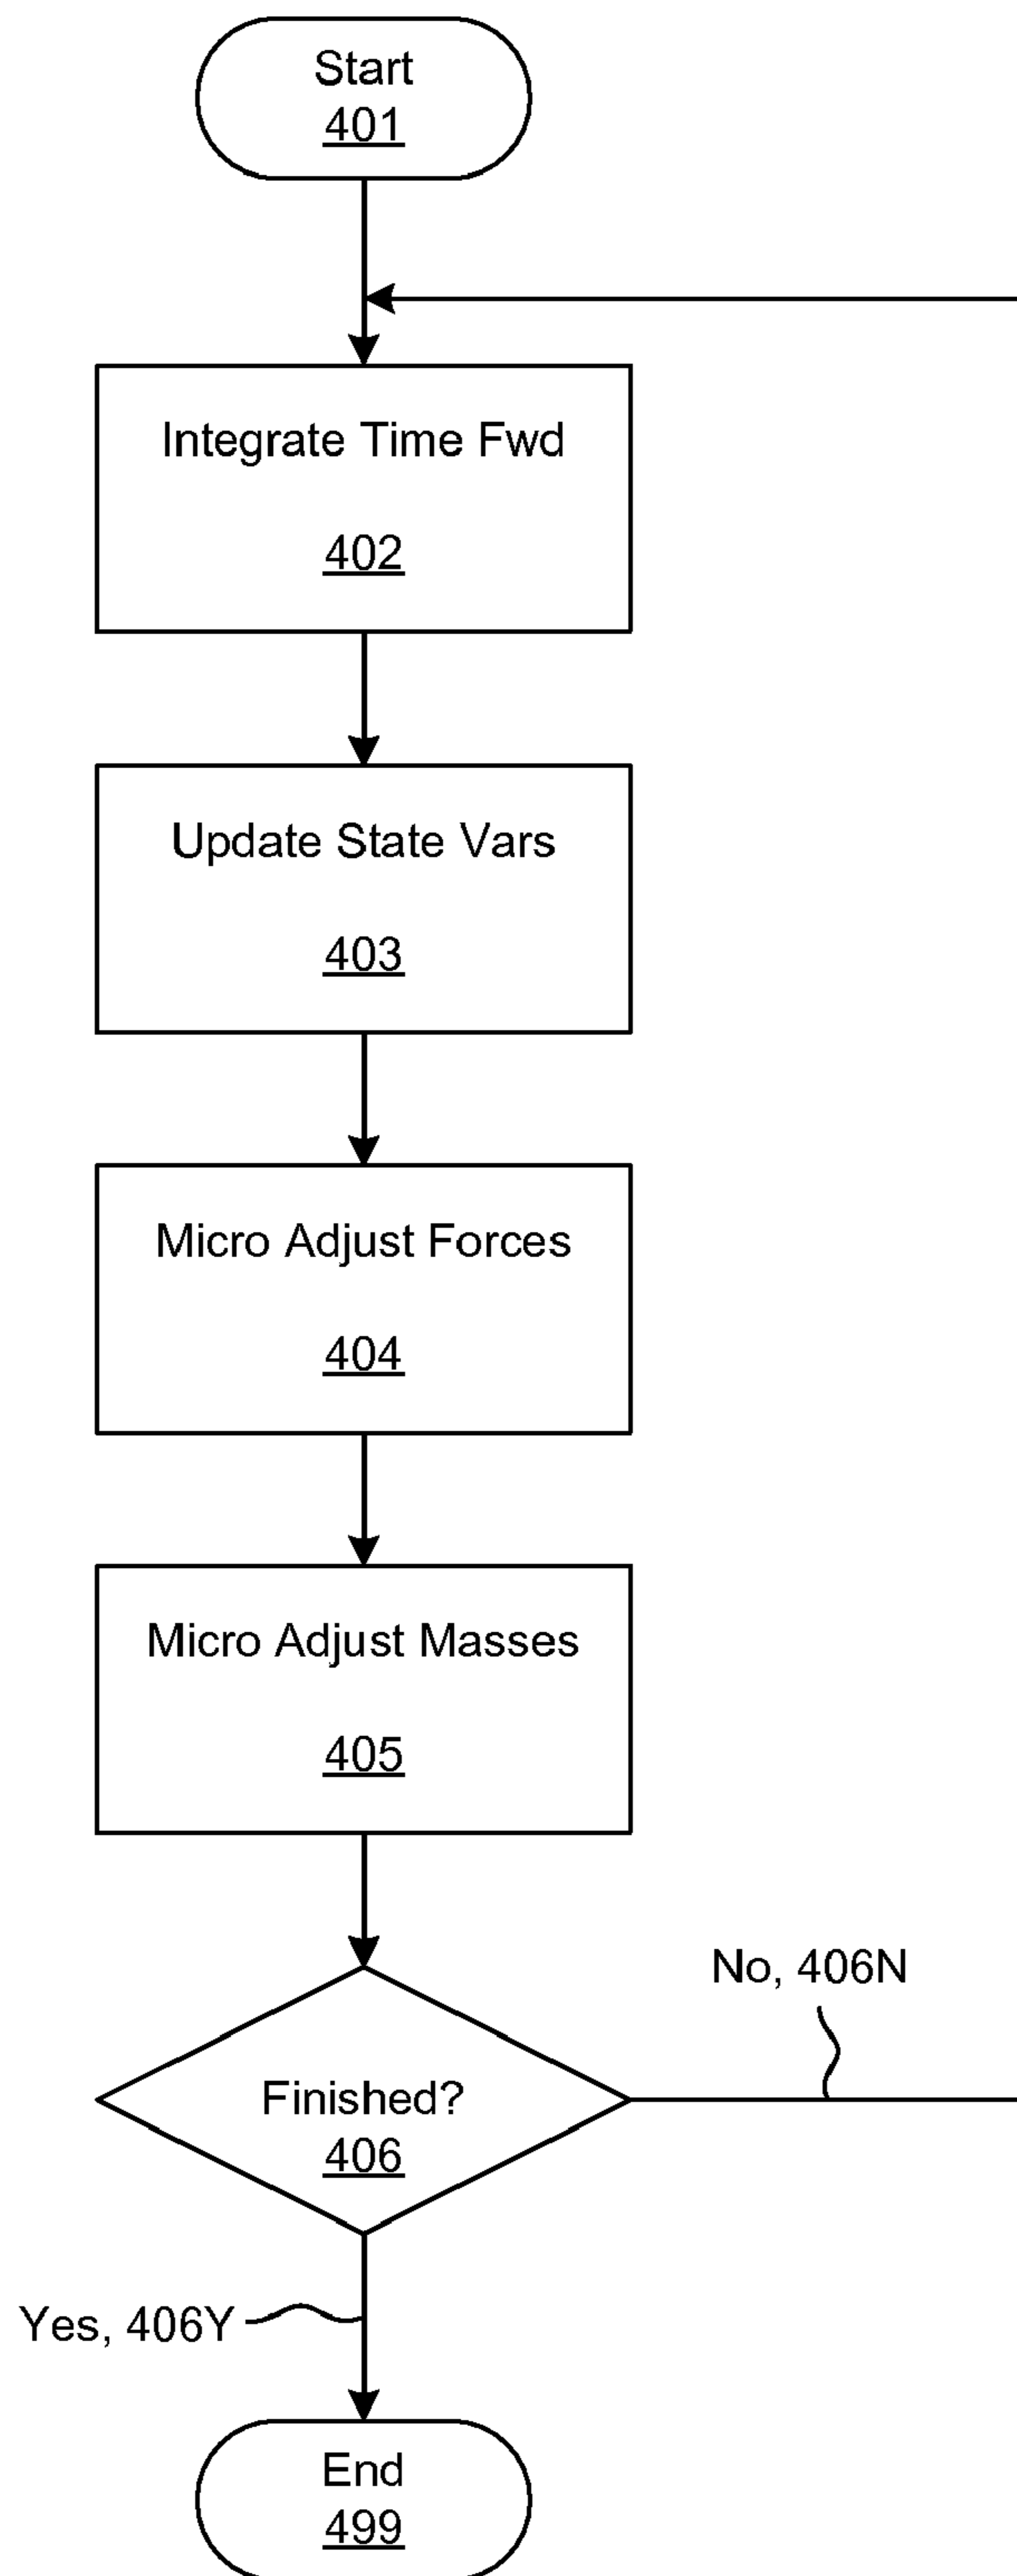 Start
401
Integrate Time Fwd
402
Update State Vars
403
Micro Adjust Forces
404
Micro Adjust Masses
405
No, 406N
Finished?
406
Yes, 406Y
End
499